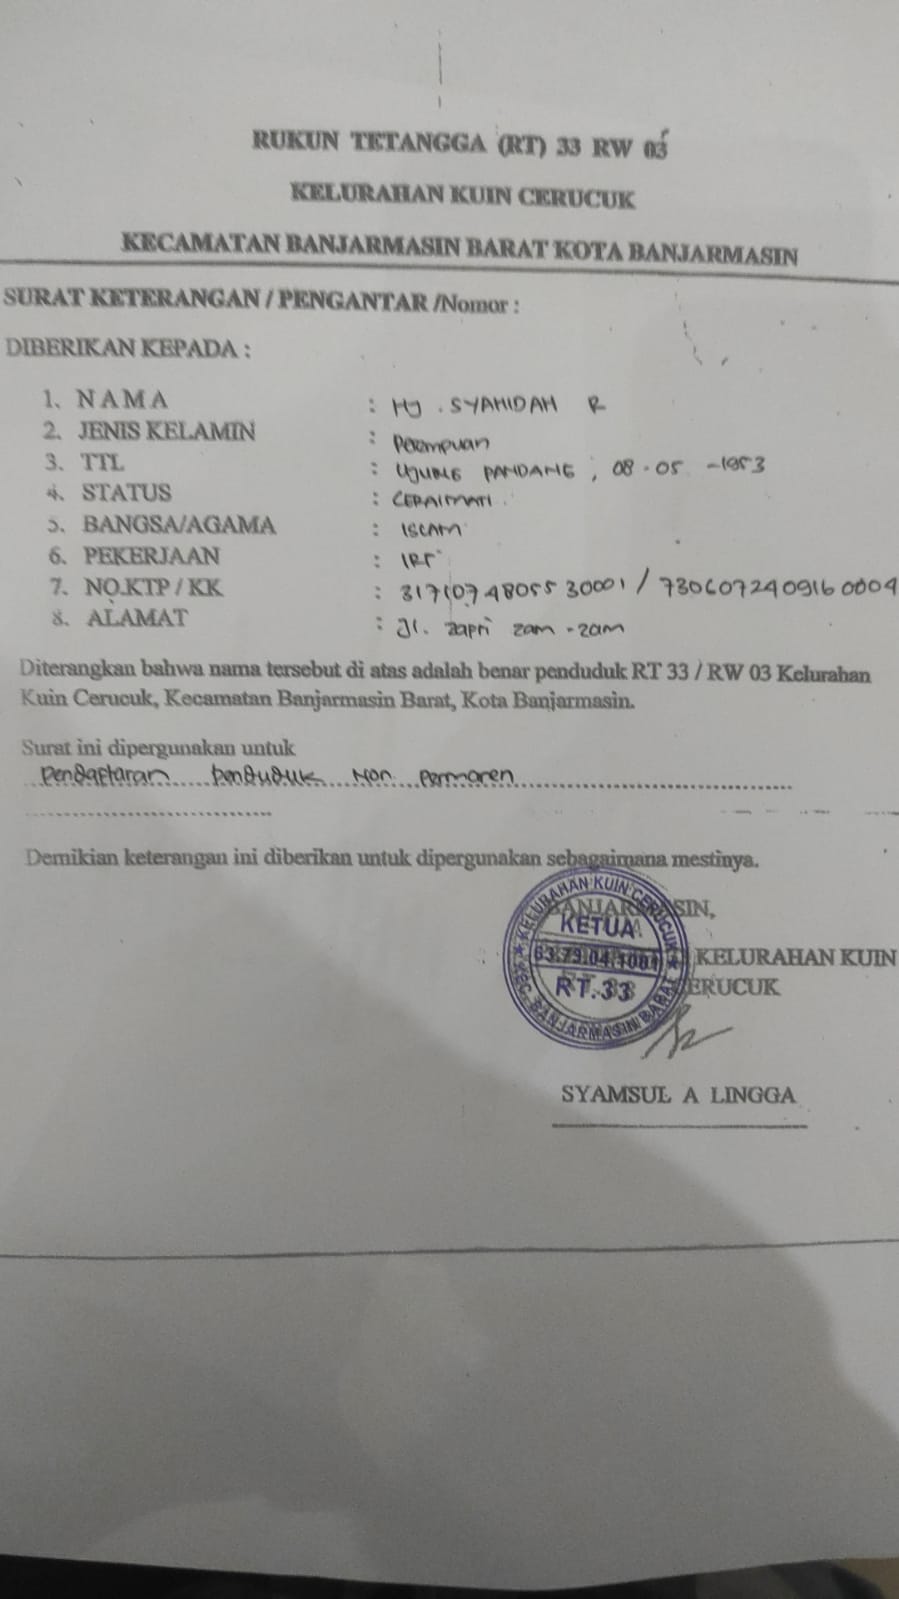 RUKUN TETANGGA (RT) 33 RW 03
KELURAHAN KUIN CERUCUK
KECAMATAN BANJARMASIN BARAT KOTA BANJARMASIN
SURAT KETERANGAN / PENGANTAR /Nomor :
DIBERIKAN KEPADA :
1. NAMA : Hj. SYAHIDAH R
2. JENIS KELAMIN : Perempuan
3. TTL : UJUNG PANDANG, 08-05-1953
4. STATUS : CERAI MATI
5. BANGSA/AGAMA : ISLAM
6. PEKERJAAN : IRT
7. NO.KTP / KK : 3171074805530001 / 7306072409160004
8. ALAMAT : Jl. zapri zam-zam
Diterangkan bahwa nama tersebut di atas adalah benar penduduk RT 33 / RW 03 Kelurahan
Kuin Cerucuk, Kecamatan Banjarmasin Barat, Kota Banjarmasin.
Surat ini dipergunakan untuk
Pendaftaran Penduduk Non Permanen
Demikian keterangan ini diberikan untuk dipergunakan sebagaimana mestinya.
BANJARMASIN,
KELURAHAN KUIN CERUCUK
KETUA
63.73.04.1001
RT.33
KEC. BANJARMASIN BARAT
KELURAHAN KUIN
CERUCUK
SYAMSUL A LINGGA